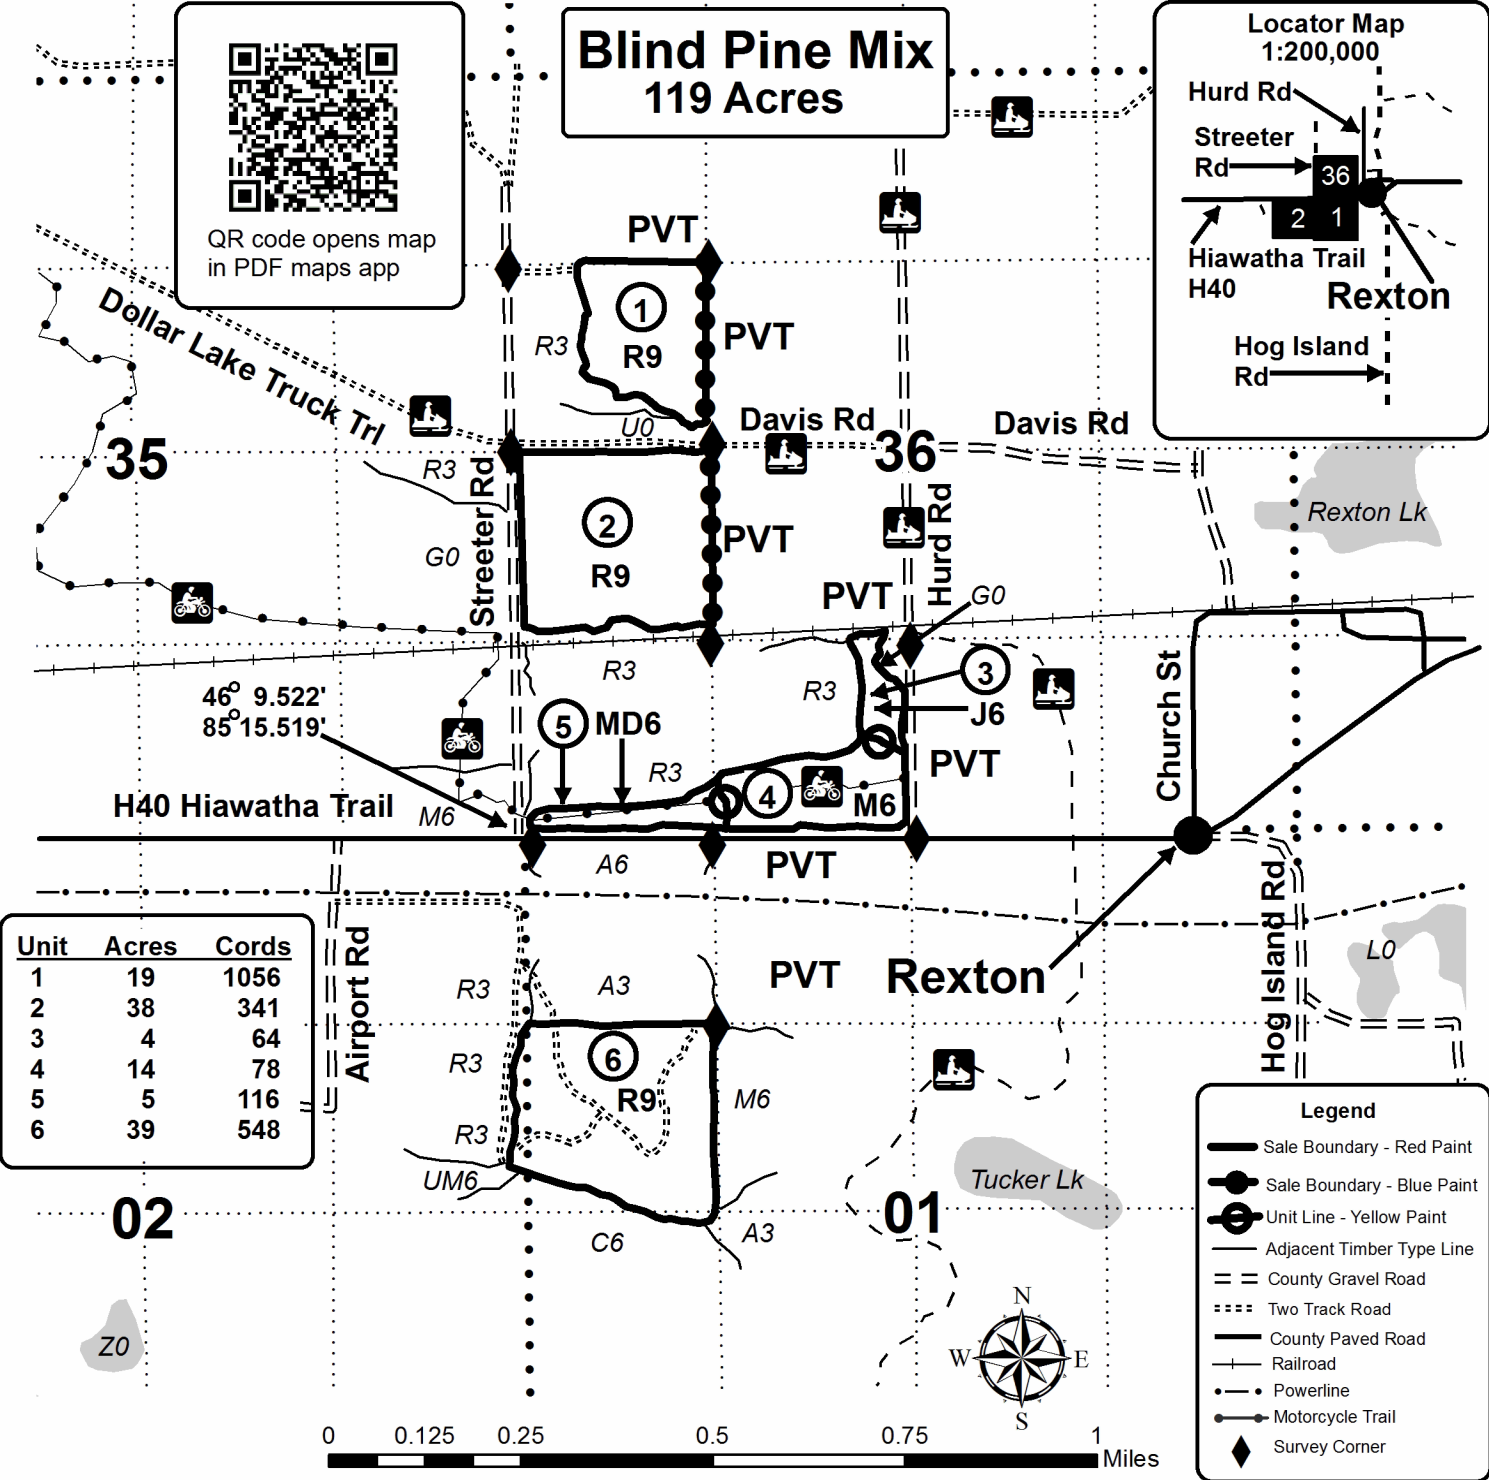 Blind Pine Mix
119 Acres
QR code opens map
in PDF maps app
Locator Map
1:200,000
Hurd Rd
Streeter
Rd
36
2
1
Hiawatha Trail
H40
Rexton
Hog Island
Rd
PVT
1
R9
R3
PVT
Dollar Lake Truck Trl
U0
Davis Rd
Davis Rd
35
36
R3
Streeter Rd
2
R9
PVT
G0
Hurd Rd
Rexton Lk
PVT
G0
R3
R3
3
J6
46° 9.522'
85°15.519'
5
MD6
R3
4
M6
PVT
Church St
H40 Hiawatha Trail
M6
A6
PVT
Unit Acres Cords
1 19 1056
2 38 341
3 4 64
4 14 78
5 5 116
6 39 548
Airport Rd
R3
A3
PVT
Rexton
Hog Island Rd
L0
R3
6
R9
M6
R3
UM6
Tucker Lk
02
01
C6
A3
Z0
N
W
E
S
Legend
Sale Boundary - Red Paint
Sale Boundary - Blue Paint
Unit Line - Yellow Paint
Adjacent Timber Type Line
County Gravel Road
Two Track Road
County Paved Road
Railroad
Powerline
Motorcycle Trail
Survey Corner
0 0.125 0.25 0.5 0.75 1
Miles